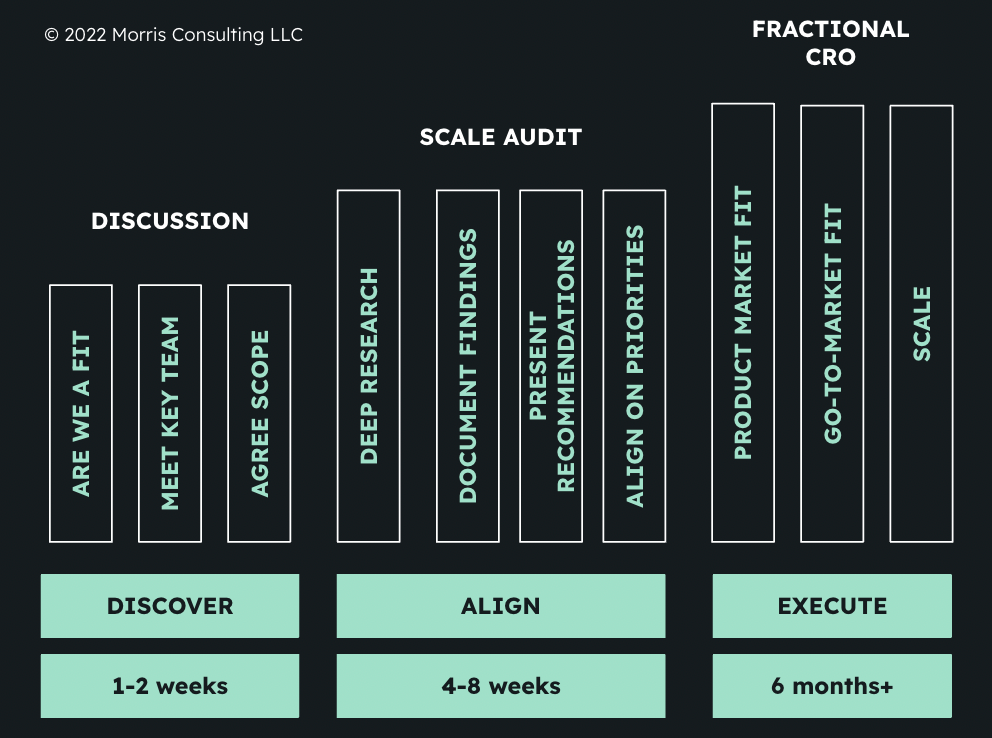 © 2022 Morris Consulting LLC
FRACTIONAL
CRO
SCALE AUDIT
DISCUSSION
ARE WE A FIT
MEET KEY TEAM
AGREE SCOPE
DEEP RESEARCH
DOCUMENT FINDINGS
PRESENT
RECOMMENDATIONS
ALIGN ON PRIORITIES
PRODUCT MARKET FIT
GO-TO-MARKET FIT
SCALE
DISCOVER
ALIGN
EXECUTE
1-2 weeks
4-8 weeks
6 months+